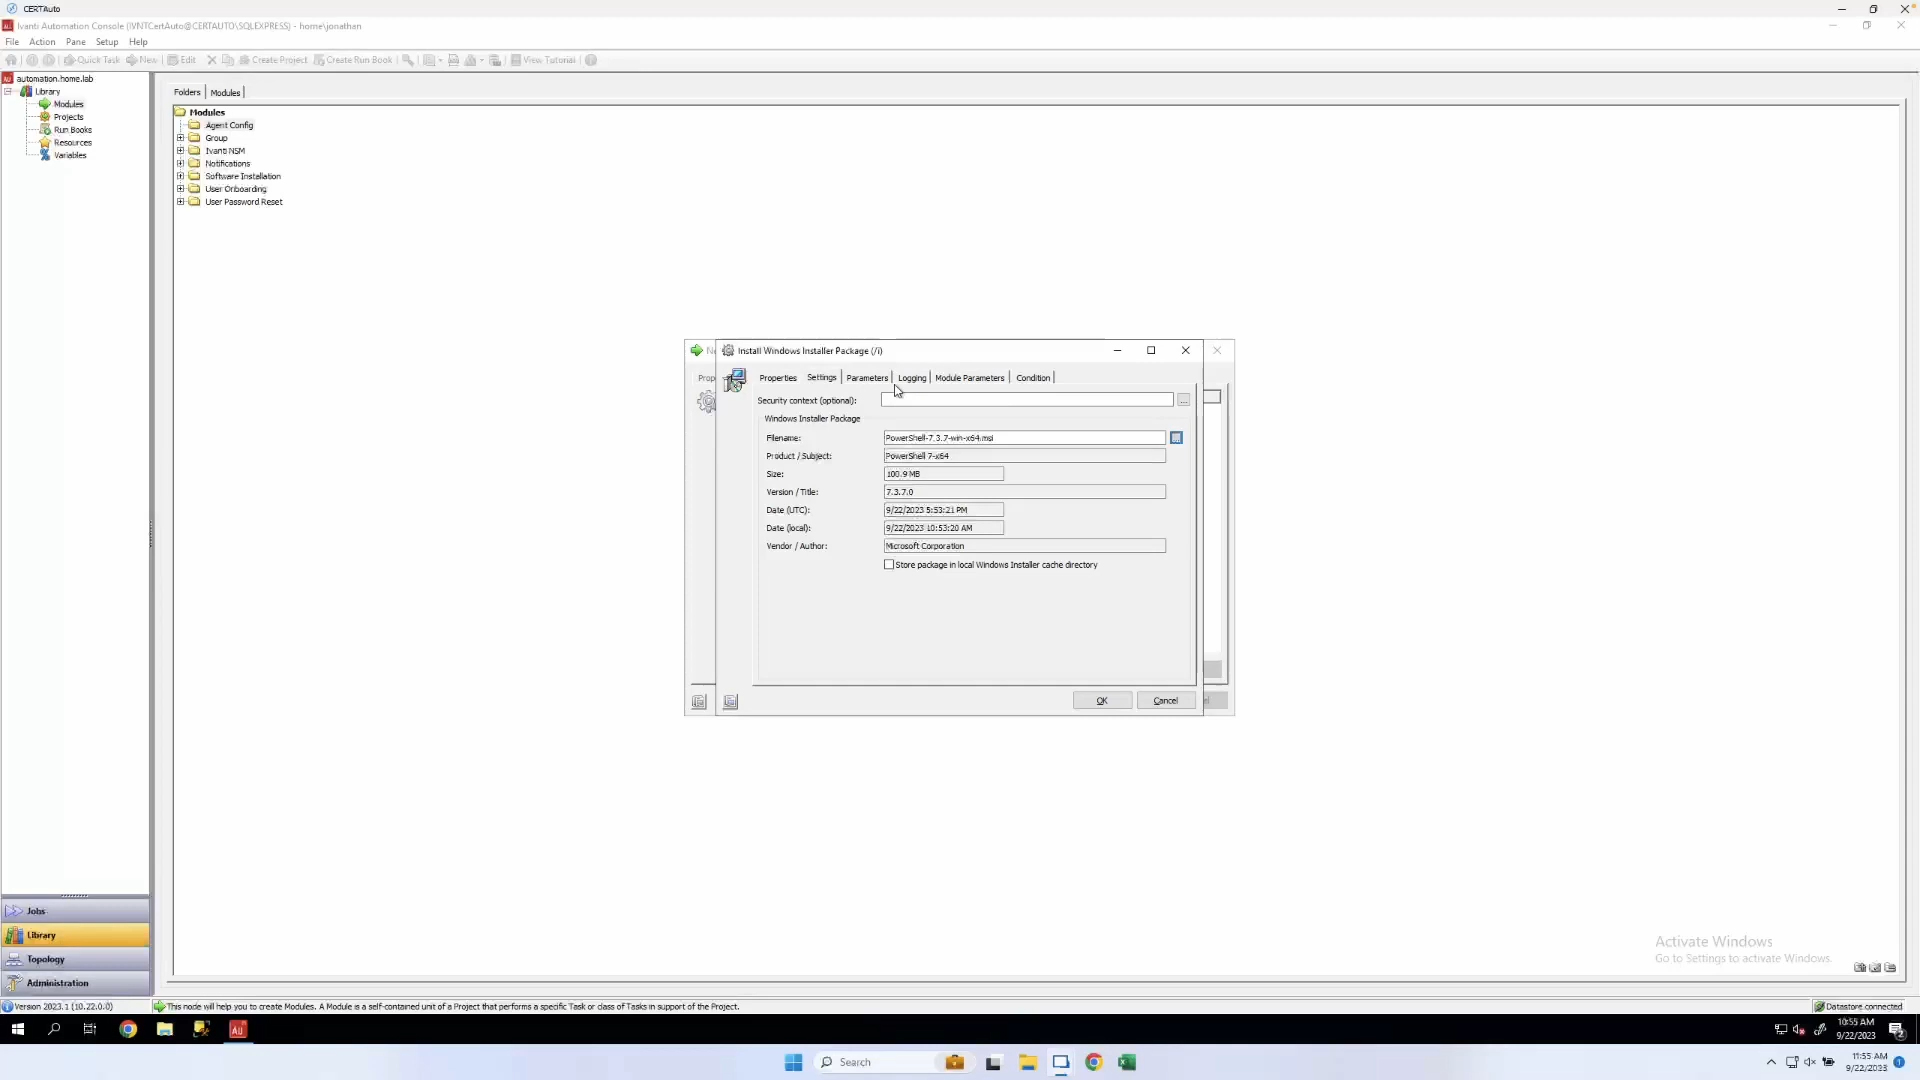 CERTAuto
Ivanti Automation Console (IVNTCertAuto@CERTAUTO\SQLEXPRESS) - home\jonathan
File Action Pane Setup Help
Quick Task New Edit Create Project Create Run Book View Tutorial
automation.home.lab
Library
Modules
Projects
Run Books
Resources
Variables
Folders Modules
Modules
Agent Config
Group
Ivanti NSM
Notifications
Software Installation
User Onboarding
User Password Reset
Install Windows Installer Package (/i)
Prop
Properties Settings Parameters Logging Module Parameters Condition
Security context (optional):
...
Windows Installer Package
Filename: PowerShell-7.3.7-win-x64.msi
Product / Subject: PowerShell 7-x64
Size: 100.9 MB
Version / Title: 7.3.7.0
Date (UTC): 9/22/2023 5:53:21 PM
Date (local): 9/22/2023 10:53:20 AM
Vendor / Author: Microsoft Corporation
Store package in local Windows Installer cache directory
OK Cancel
Jobs
Library
Topology
Administration
Activate Windows
Go to Settings to activate Windows.
Version 2023.1 (10.22.0.0)
This node will help you to create Modules. A Module is a self-contained unit of a Project that performs a specific Task or class of Tasks in support of the Project.
Datastore connected
AU
10:55 AM
9/22/2023
2
Search
11:55 AM
9/22/2023
1